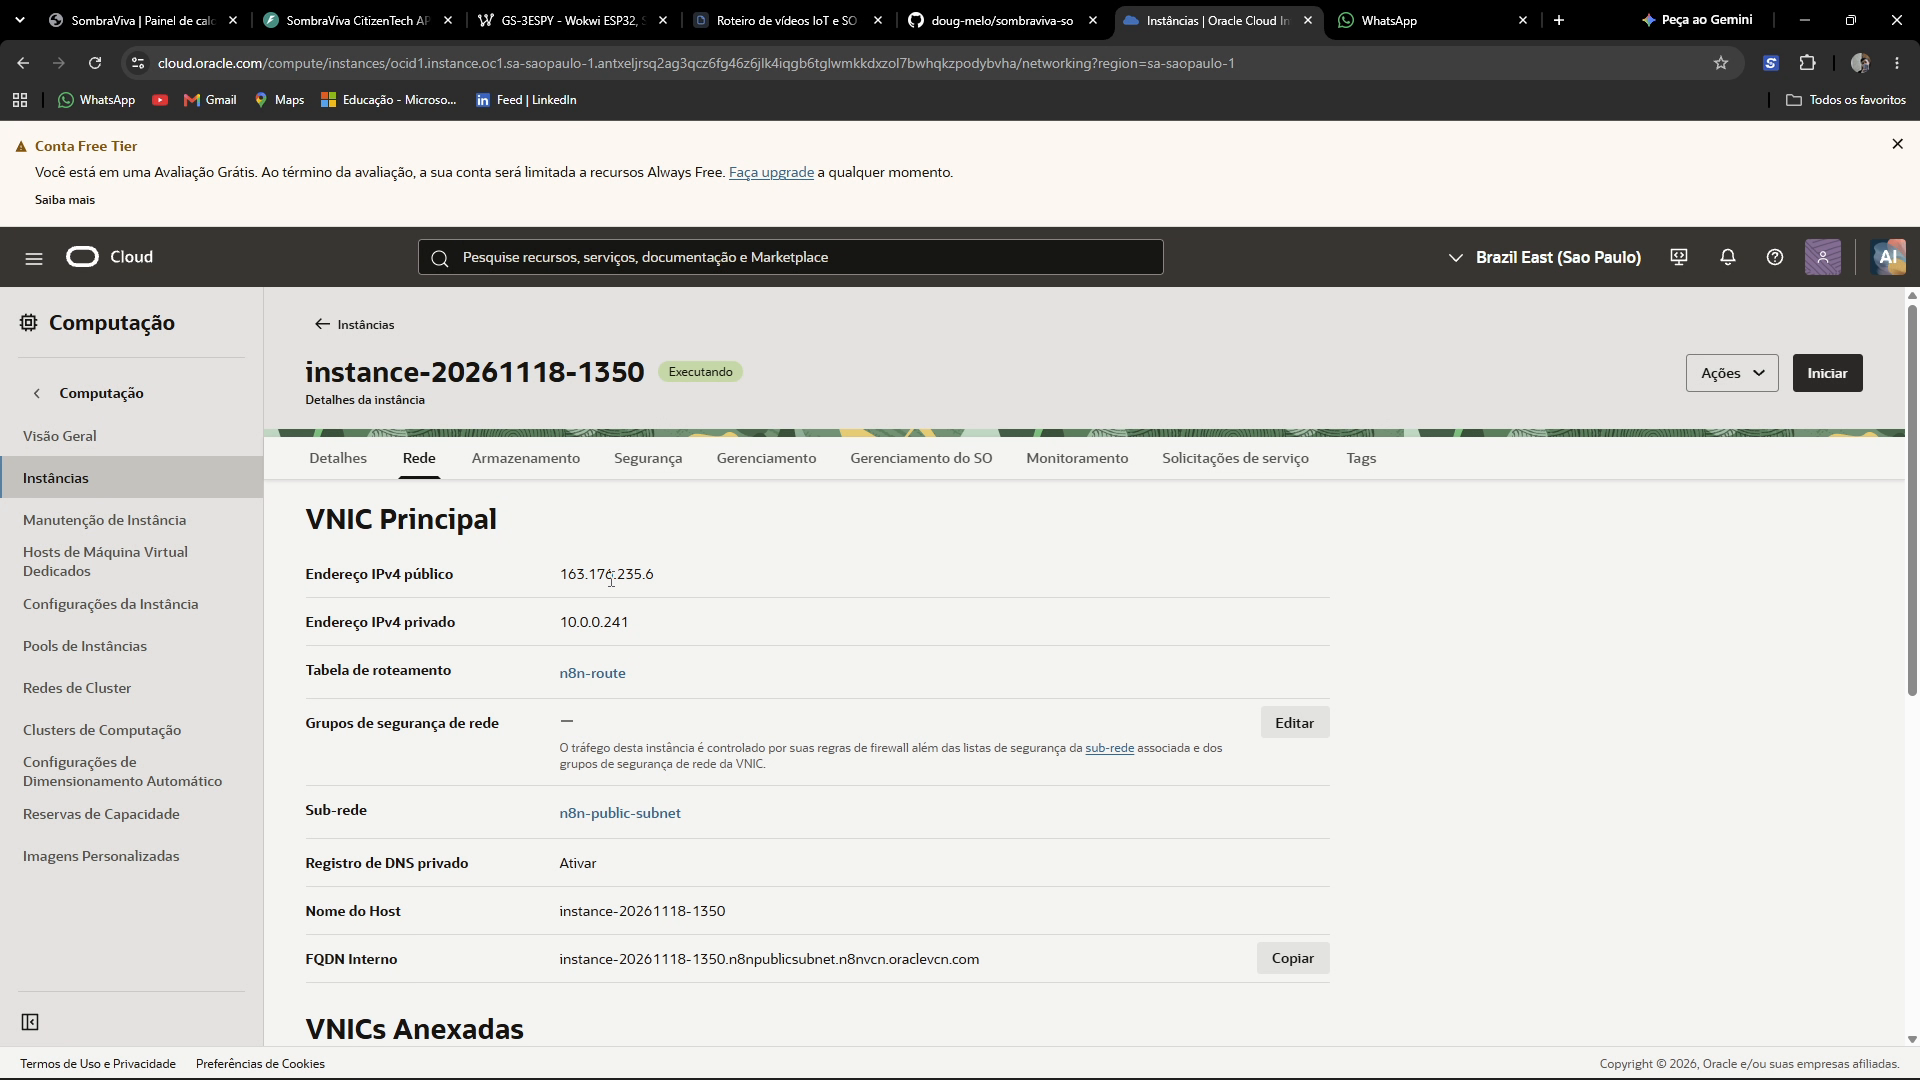 SombraViva | Painel de calo
SombraViva CitizenTech AP
GS-3ESPY - Wokwi ESP32, S
Roteiro de vídeos IoT e SO
doug-melo/sombraviva-so
Instâncias | Oracle Cloud In
WhatsApp
Peça ao Gemini
cloud.oracle.com/compute/instances/ocid1.instance.oc1.sa-saopaulo-1.antxeljrsq2ag3qcz6fg46z6jlk4iqgb6tglwmkkdxzol7bwhqkzpodybvha/networking?region=sa-saopaulo-1
WhatsApp
Gmail
Maps
Educação - Microso...
Feed | LinkedIn
Todos os favoritos
Conta Free Tier
Você está em uma Avaliação Grátis. Ao término da avaliação, a sua conta será limitada a recursos Always Free. Faça upgrade a qualquer momento.
Saiba mais
Cloud
Pesquise recursos, serviços, documentação e Marketplace
Brazil East (Sao Paulo)
AI
Computação
Computação
Visão Geral
Instâncias
Manutenção de Instância
Hosts de Máquina Virtual
Dedicados
Configurações da Instância
Pools de Instâncias
Redes de Cluster
Clusters de Computação
Configurações de
Dimensionamento Automático
Reservas de Capacidade
Imagens Personalizadas
Instâncias
instance-20261118-1350
Executando
Detalhes da instância
Ações
Iniciar
Detalhes
Rede
Armazenamento
Segurança
Gerenciamento
Gerenciamento do SO
Monitoramento
Solicitações de serviço
Tags
VNIC Principal
Endereço IPv4 público
163.176.235.6
Endereço IPv4 privado
10.0.0.241
Tabela de roteamento
n8n-route
Grupos de segurança de rede
—
Editar
O tráfego desta instância é controlado por suas regras de firewall além das listas de segurança da sub-rede associada e dos
grupos de segurança de rede da VNIC.
Sub-rede
n8n-public-subnet
Registro de DNS privado
Ativar
Nome do Host
instance-20261118-1350
FQDN Interno
instance-20261118-1350.n8npublicsubnet.n8nvcn.oraclevcn.com
Copiar
VNICs Anexadas
Termos de Uso e Privacidade
Preferências de Cookies
Copyright © 2026, Oracle e/ou suas empresas afiliadas.